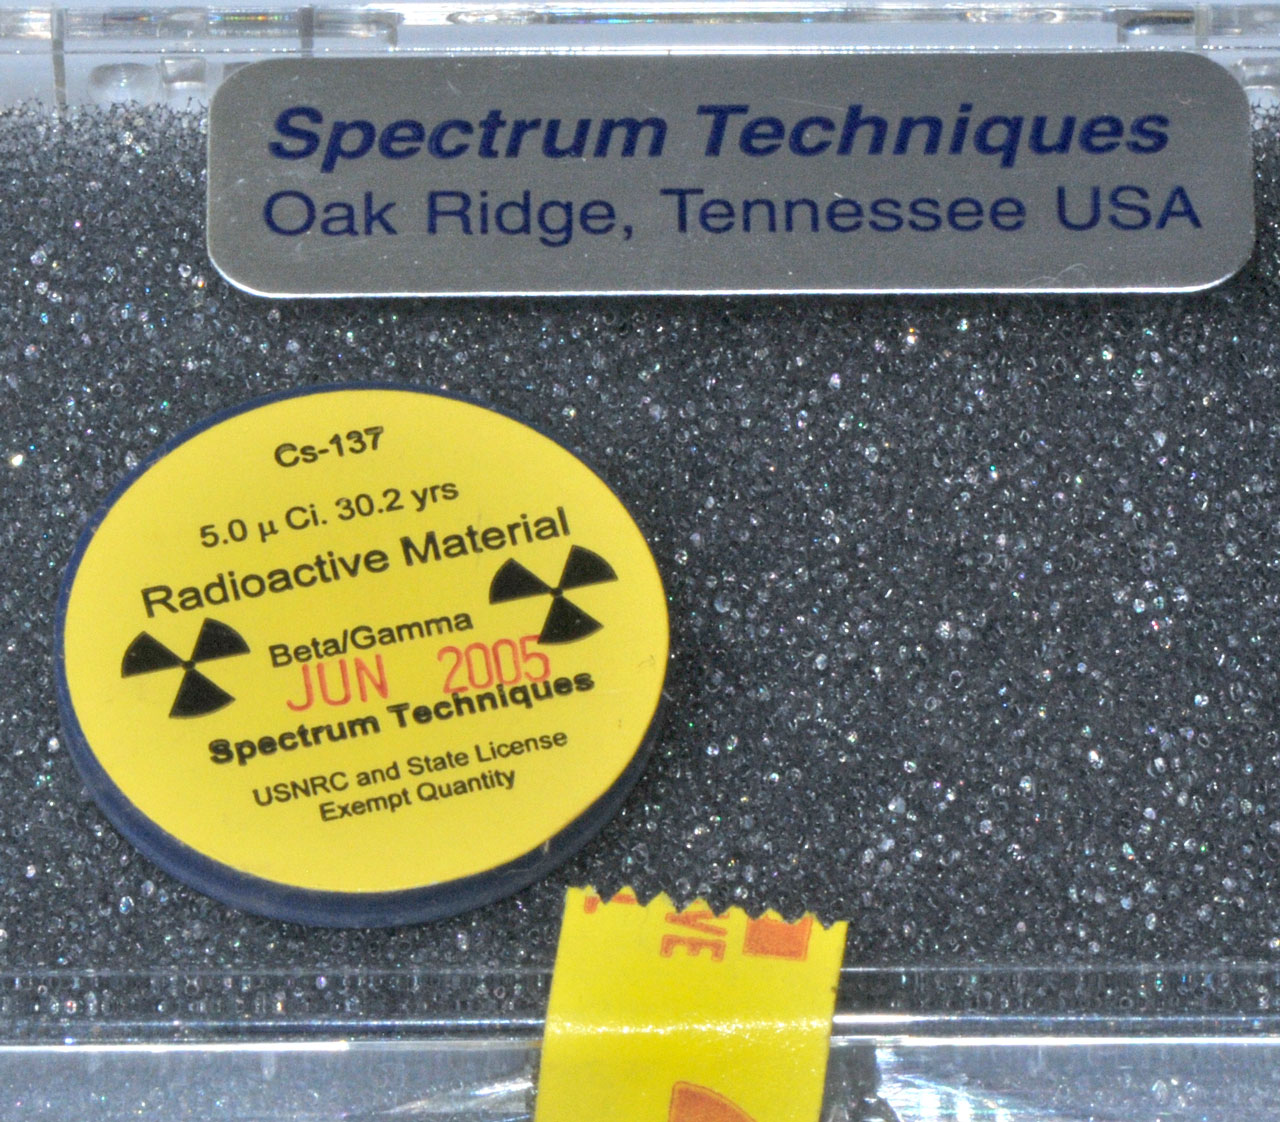 Spectrum Techniques
Oak Ridge, Tennessee USA
Cs-137
5.0 μ Ci. 30.2 yrs
Radioactive Material
Beta/Gamma
JUN 2005
Spectrum Techniques
USNRC and State License
Exempt Quantity
VE